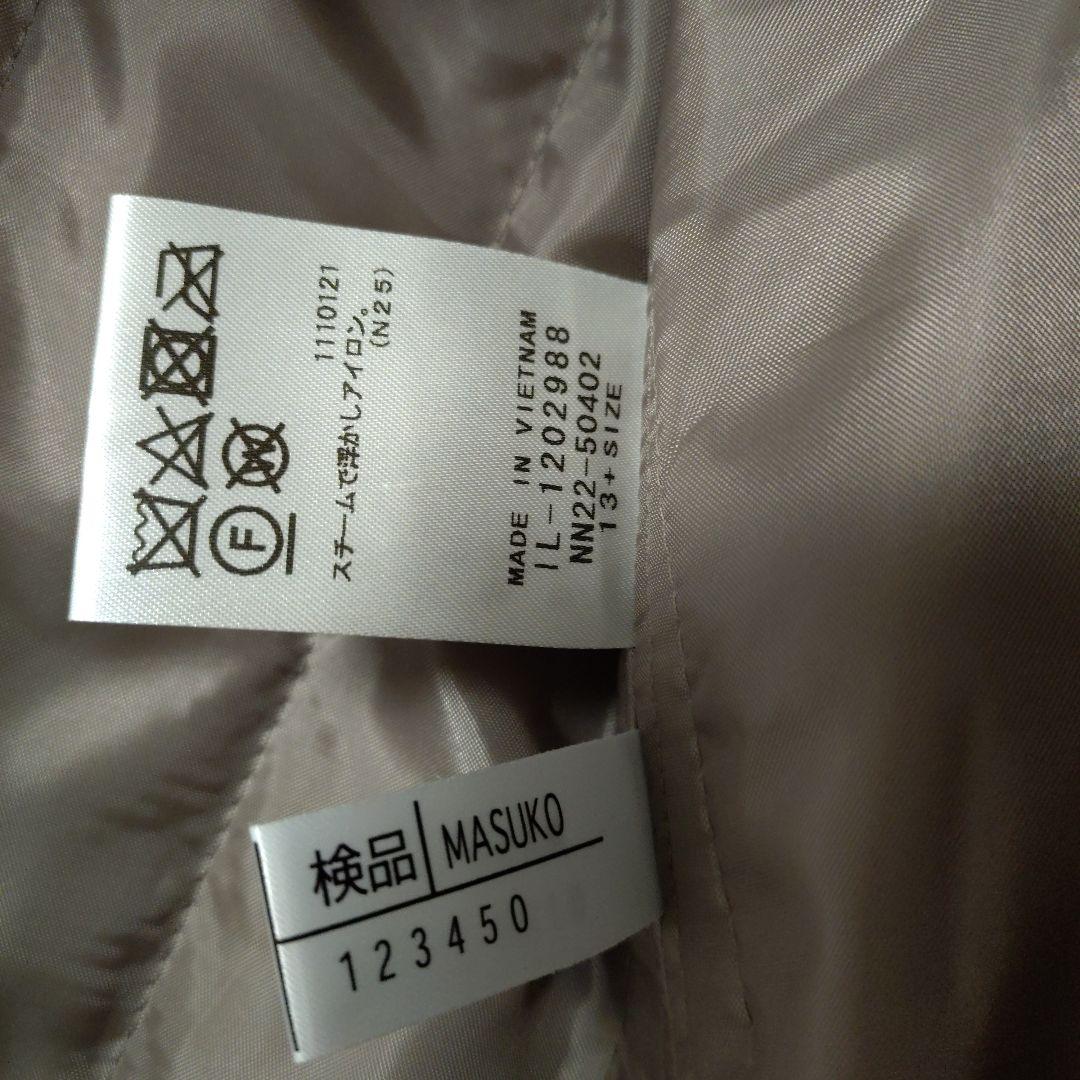 F
W
1110121
スチームで浮かしアイロン。
(N25)
MADE IN VIETNAM
IL-1202988
NN22-50402
13+SIZE
検品 MASUKO
123450